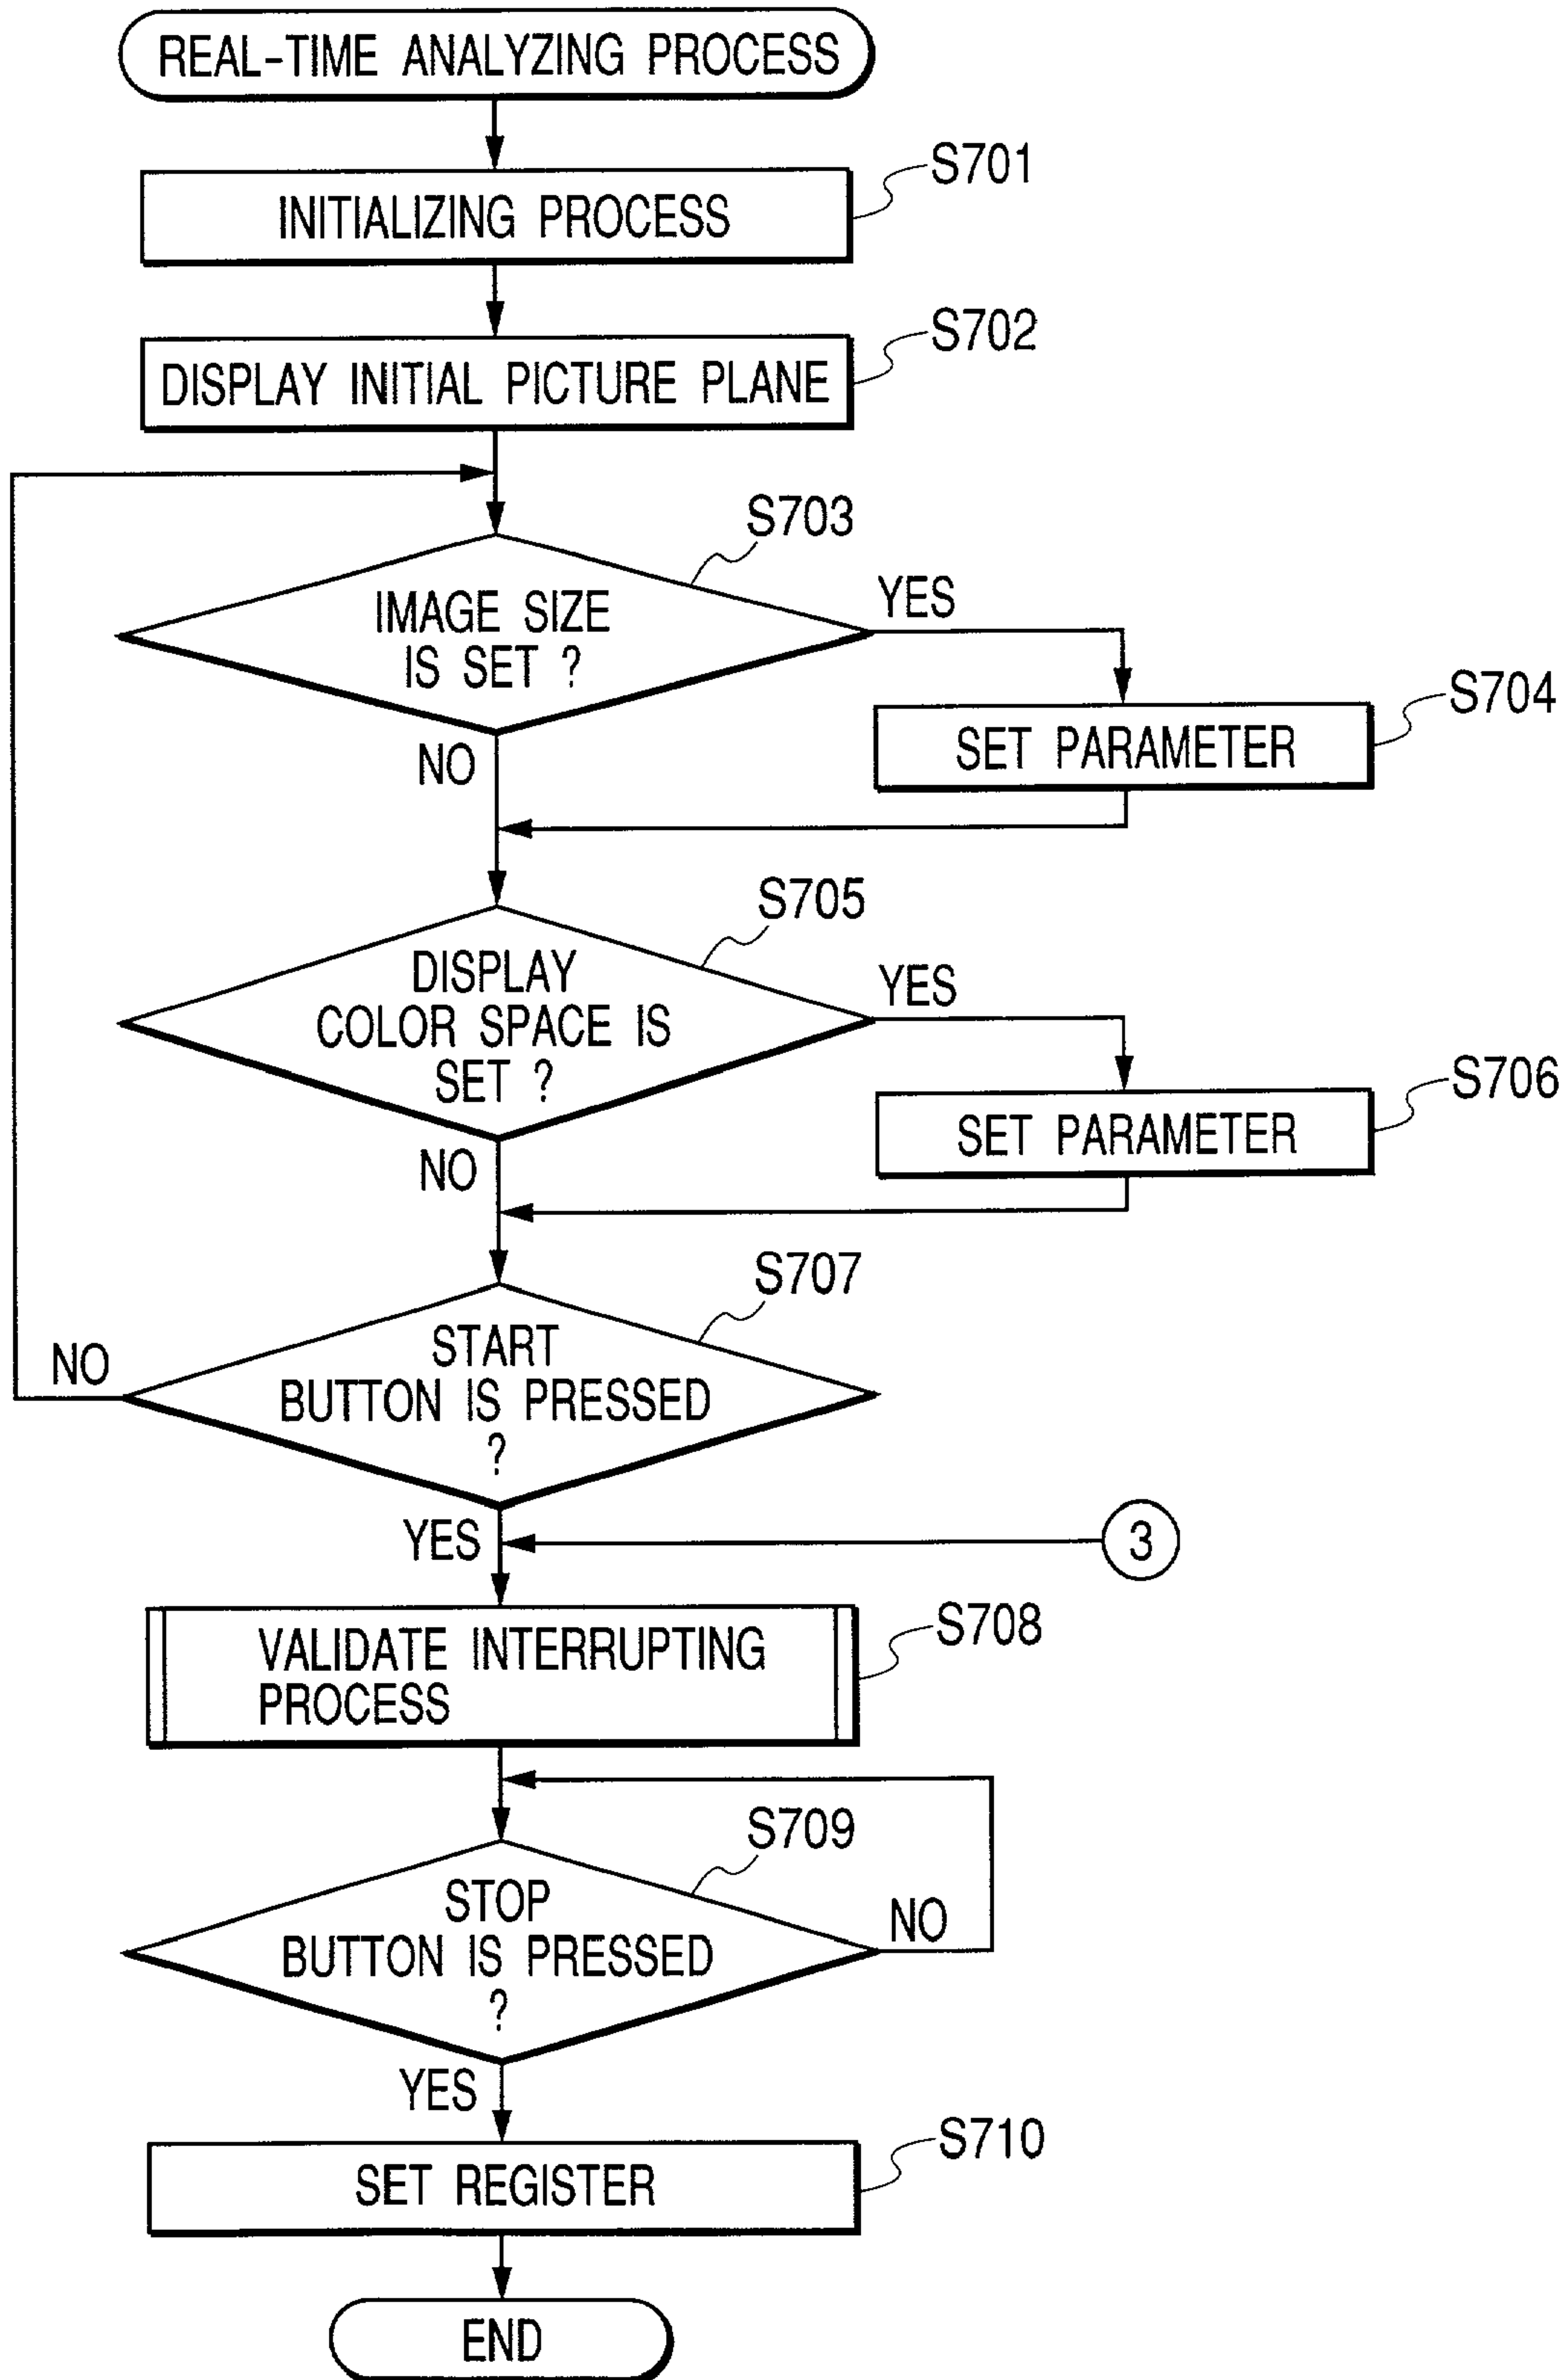 REAL-TIME ANALYZING PROCESS
S701
INITIALIZING PROCESS
S702
DISPLAY INITIAL PICTURE PLANE
S703
IMAGE SIZE
IS SET ?
YES
S704
SET PARAMETER
NO
S705
DISPLAY
COLOR SPACE IS
SET ?
YES
S706
SET PARAMETER
NO
S707
START
BUTTON IS PRESSED
?
NO
YES
3
S708
VALIDATE INTERRUPTING
PROCESS
S709
STOP
BUTTON IS PRESSED
?
NO
YES
S710
SET REGISTER
END